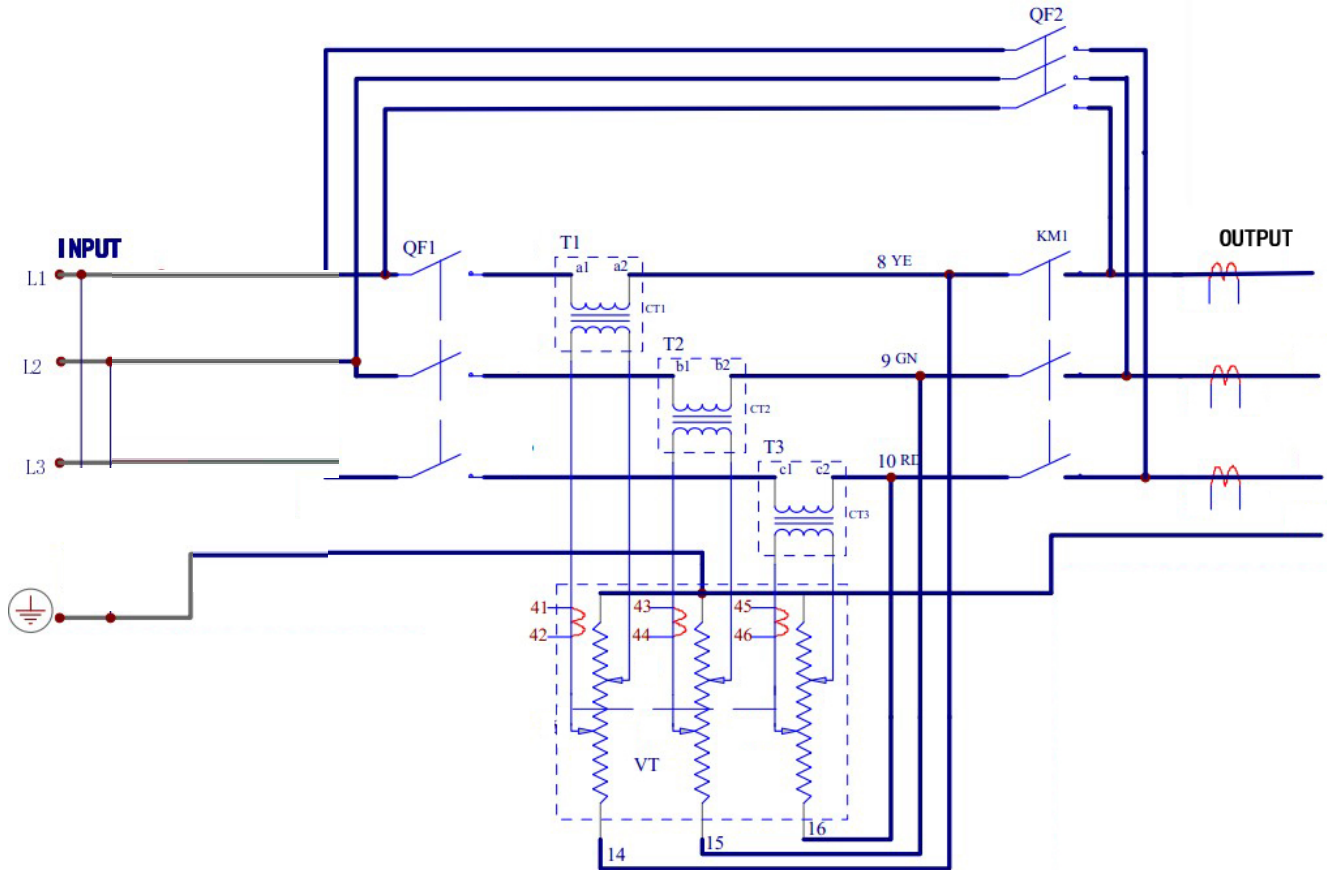 QF2
INPUT
QF1
T1
KM1
OUTPUT
L1
a1 a2
8 YE
CT1
L2
T2
b1 b2
9 GN
CT2
L3
T3
c1 c2
10 RD
CT3
41
43
45
42
44
46
VT
14
15
16